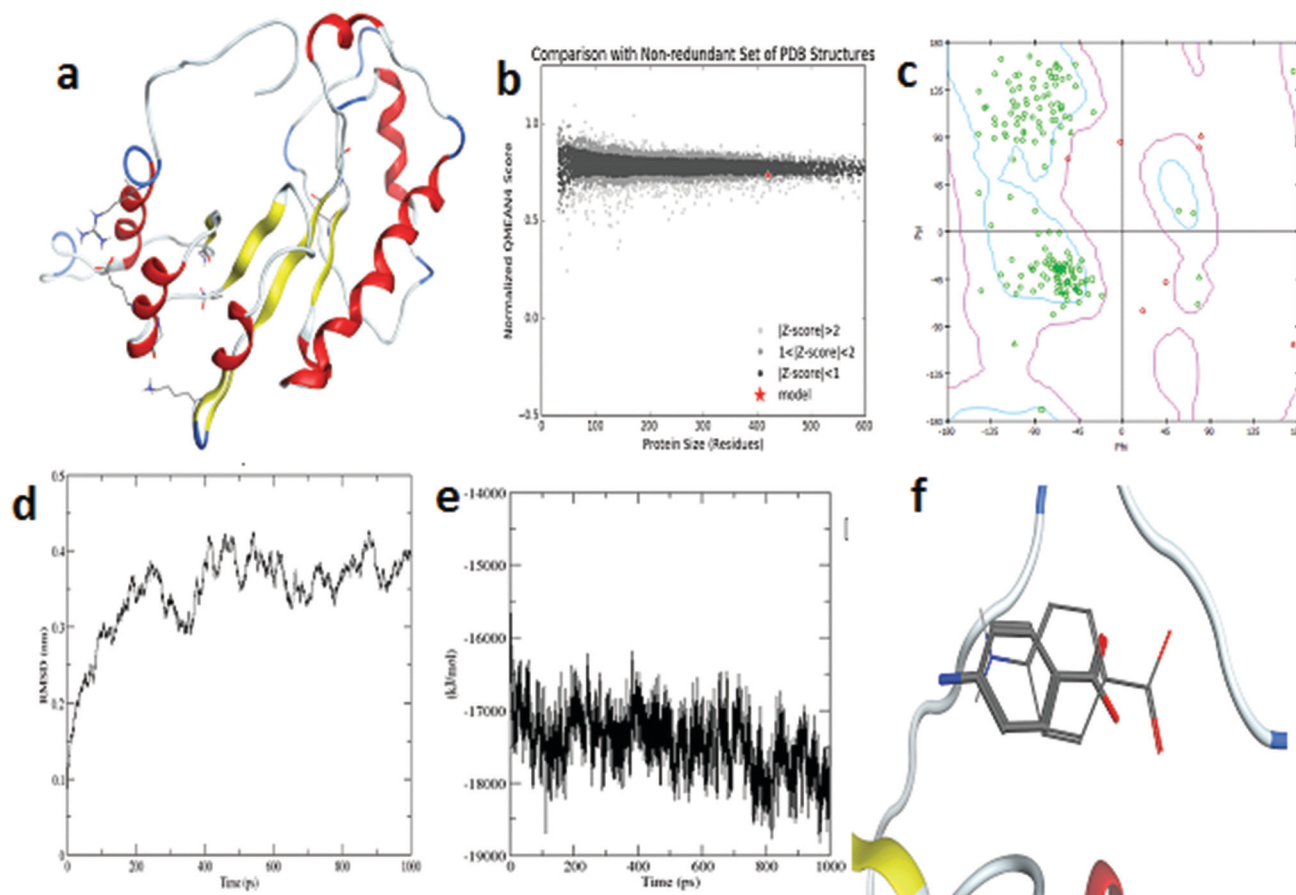 a
b
Comparison with Non-redundant Set of PDB Structures
Normalized QMEAN4 Score
1.0
0.5
0.0
-0.5
0 100 200 300 400 500 600
Protein Size (Residues)
|Z-score|>2
1<|Z-score|<2
|Z-score|<1
model
c
180
135
90
45
0
-45
-90
-135
-180
-180 -135 -90 -45 0 45 90 135
Psi
Phi
d
RMSD (nm)
0.5
0.4
0.3
0.2
0.1
0
0 200 400 600 800 1000
Time(ps)
e
(kJ/mol)
-14000
-15000
-16000
-17000
-18000
-19000
0 200 400 600 800 1000
Time (ps)
f